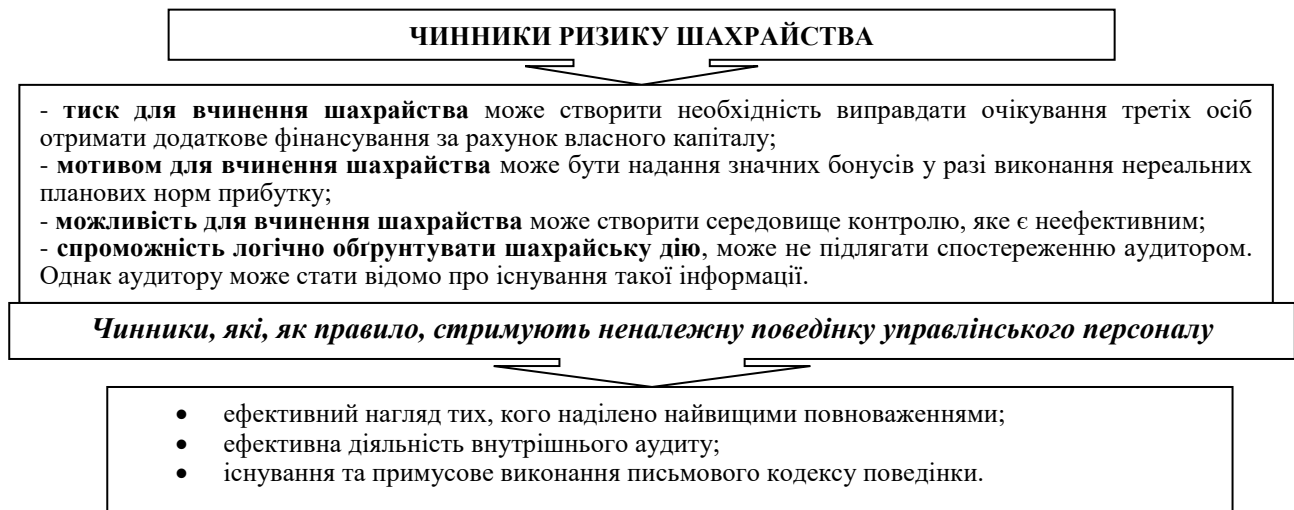 ЧИННИКИ РИЗИКУ ШАХРАЙСТВА
- тиск для вчинення шахрайства може створити необхідність виправдати очікування третіх осіб
отримати додаткове фінансування за рахунок власного капіталу;
- мотивом для вчинення шахрайства може бути надання значних бонусів у разі виконання нереальних
планових норм прибутку;
- можливість для вчинення шахрайства може створити середовище контролю, яке є неефективним;
- спроможність логічно обґрунтувати шахрайську дію, може не підлягати спостереженню аудитором.
Однак аудитору може стати відомо про існування такої інформації.
Чинники, які, як правило, стримують неналежну поведінку управлінського персоналу
• ефективний нагляд тих, кого наділено найвищими повноваженнями;
• ефективна діяльність внутрішнього аудиту;
• існування та примусове виконання письмового кодексу поведінки.